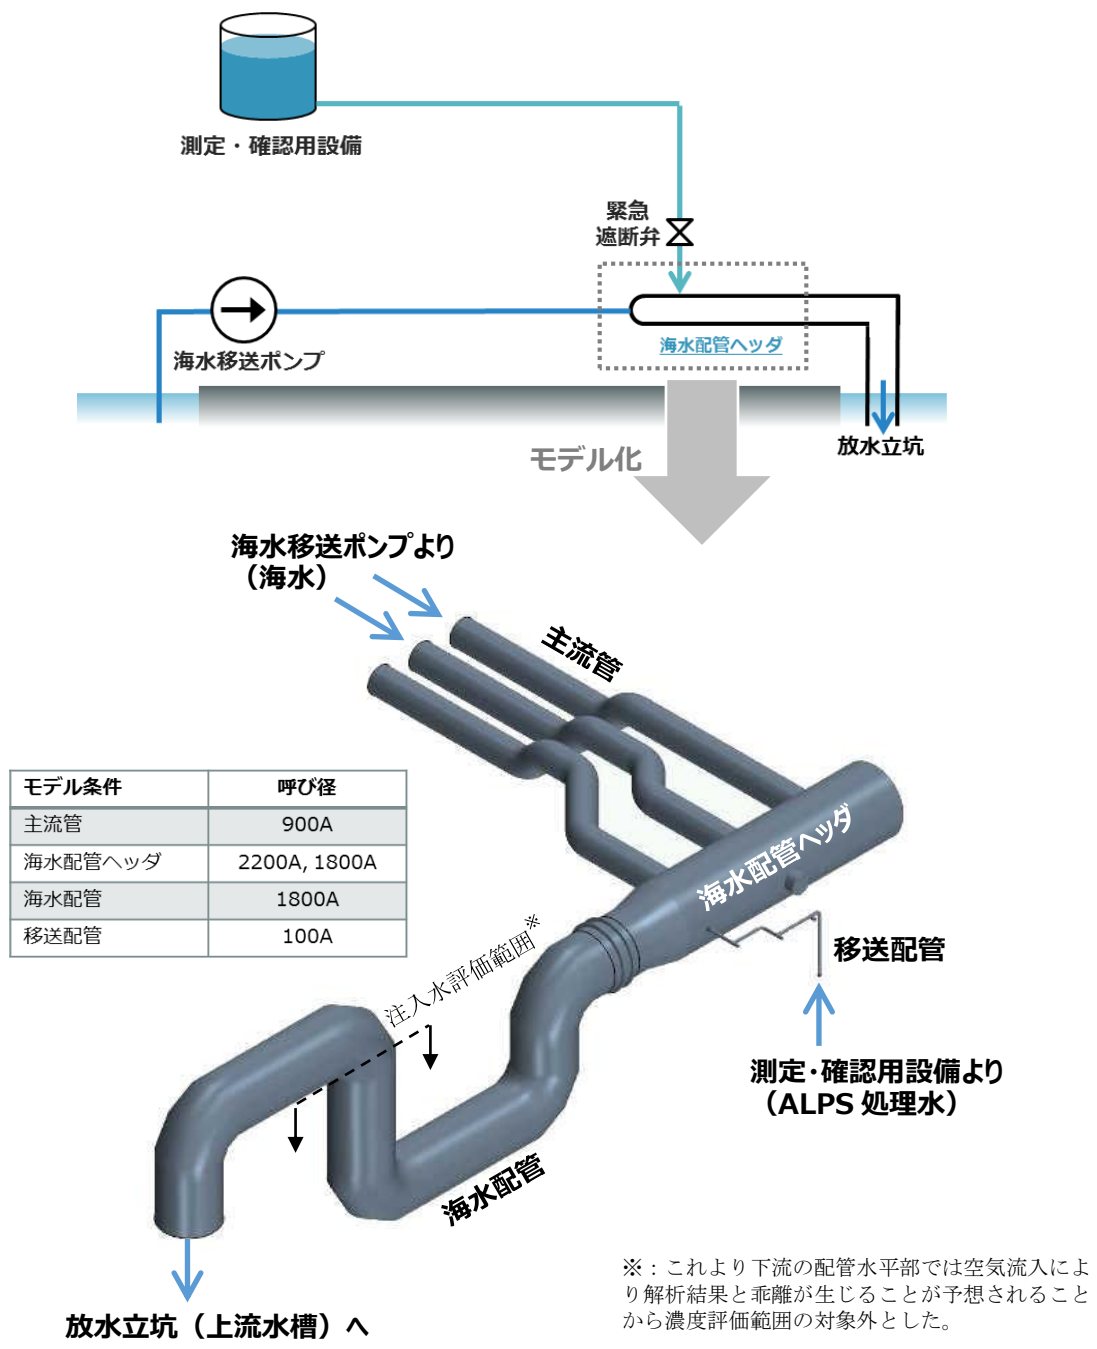 測定・確認用設備
緊急
遮断弁
海水配管ヘッダ
海水移送ポンプ
放水立坑
モデル化
海水移送ポンプより
（海水）
主流管
モデル条件 呼び径
主流管 900A
海水配管ヘッダ 2200A, 1800A
海水配管 1800A
移送配管 100A
海水配管ヘッダ
注入水評価範囲※
移送配管
測定・確認用設備より
（ALPS 処理水）
海水配管
放水立坑（上流水槽）へ
※：これより下流の配管水平部では空気流入によ
り解析結果と乖離が生じることが予想されること
から濃度評価範囲の対象外とした。